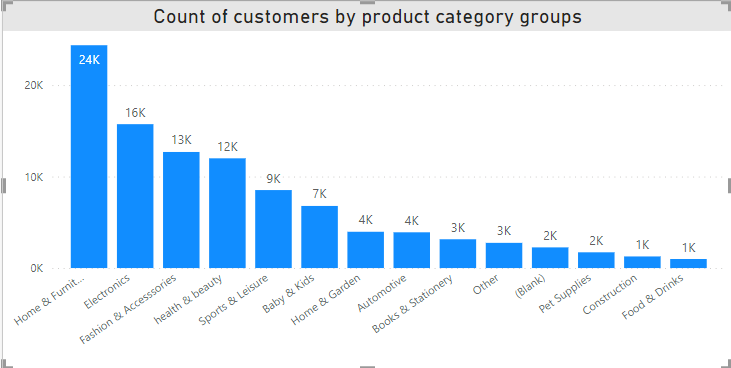 Count of customers by product category groups
24K
20K
16K
13K
12K
10K
9K
7K
4K
4K
3K
3K
2K
2K
1K
1K
0K
Home & Furnit...
Electronics
Fashion & Accesssories
health & beauty
Sports & Leisure
Baby & Kids
Home & Garden
Automotive
Books & Stationery
Other
(Blank)
Pet Supplies
Construction
Food & Drinks